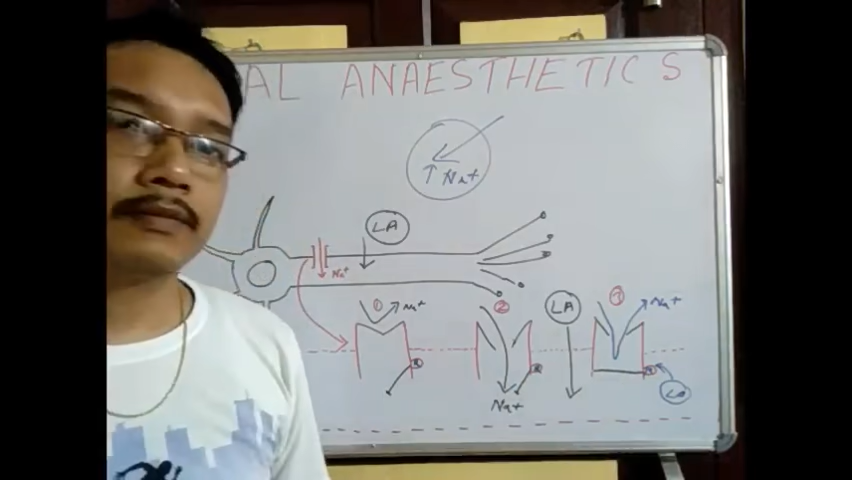 AL ANAESTHETICS
↑ Na+
LA
Na+
① Na+
②
LA
③ Na+
Na+
LA